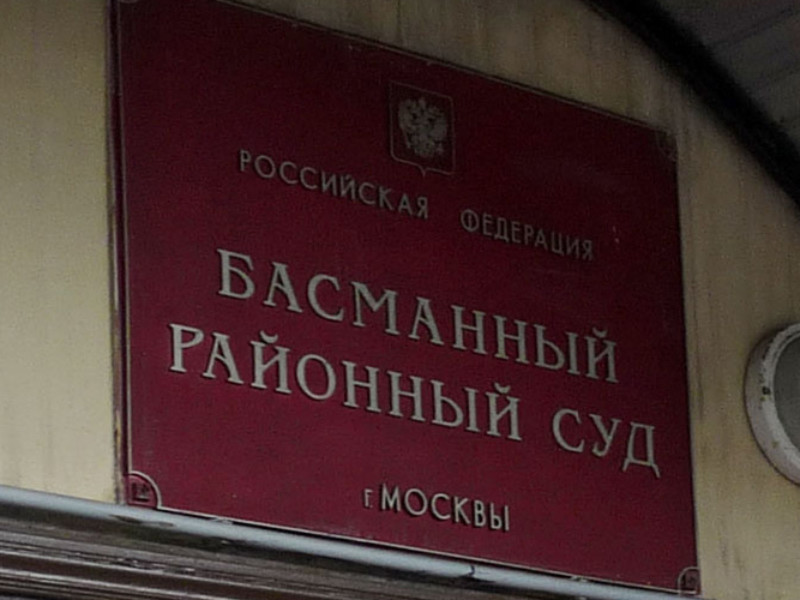 РОССИЙСКАЯ ФЕДЕРАЦИЯ
БАСМАННЫЙ
РАЙОННЫЙ СУД
г. МОСКВЫ